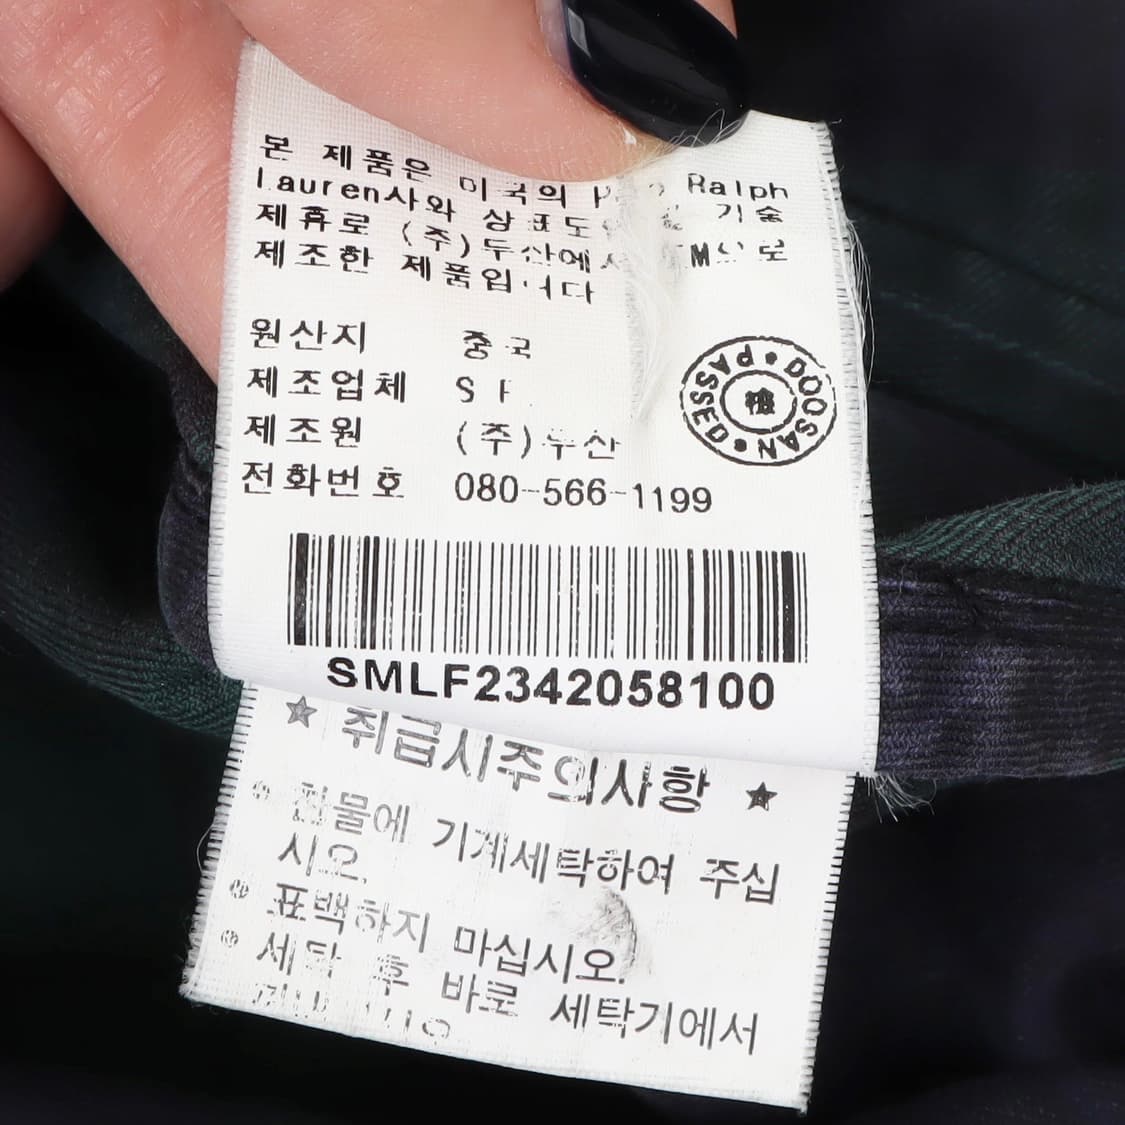 본 제품은 미국의 Ralph
Lauren사와 상표도 기술
제휴로 (주)두산에
제조한 제품입니다
원산지 중국
제조업체
제조원 (주)두산
전화번호 080-566-1199
DOOSAN PASSED 檢
SMLF2342058100
★ 취급시주의사항 ★
찬물에 기계세탁하여 주십
시오.
표백하지 마십시오.
세탁 후 바로 세탁기에서